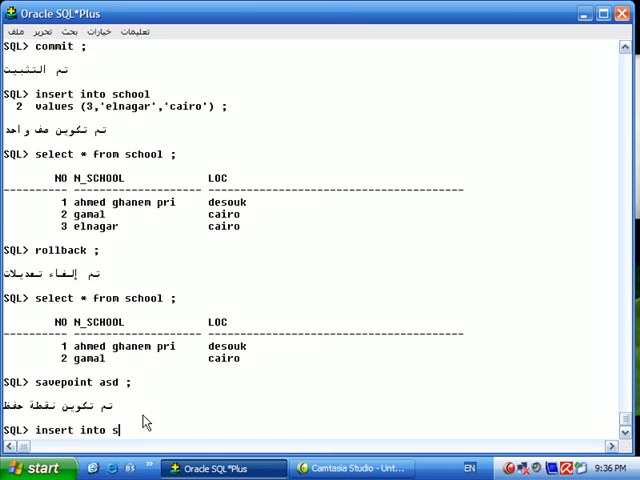 Oracle SQL*Plus
ملف تحرير بحث خيارات تعليمات
SQL> commit ;
تم التثبيت
SQL> insert into school
2 values (3,'elnagar','cairo') ;
تم تكوين صف واحد
SQL> select * from school ;
NO N_SCHOOL LOC
---------- -------------------- ----------------------------------------
1 ahmed ghanem pri desouk
2 gamal cairo
3 elnagar cairo
SQL> rollback ;
تم إلغاء تعديلات
SQL> select * from school ;
NO N_SCHOOL LOC
---------- -------------------- ----------------------------------------
1 ahmed ghanem pri desouk
2 gamal cairo
SQL> savepoint asd ;
تم تكوين نقطة حفظ
SQL> insert into s
start Oracle SQL*Plus Camtasia Studio - Unt... EN 9:36 PM